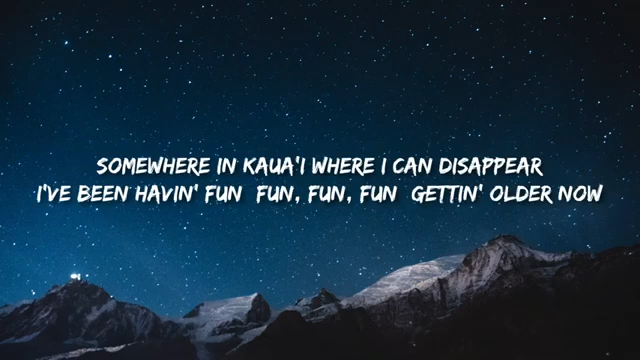 SOMEWHERE IN KAUA'I WHERE I CAN DISAPPEAR
I'VE BEEN HAVIN' FUN  FUN, FUN, FUN  GETTIN' OLDER NOW